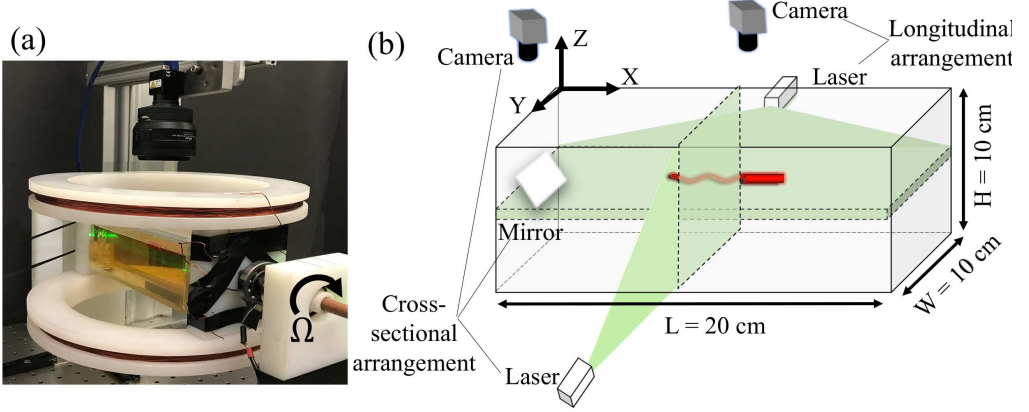 (a)
Ω
(b)
Camera
Z
X
Y
Camera
Longitudinal
arrangement
Laser
H = 10 cm
W = 10 cm
L = 20 cm
Mirror
Cross-
sectional
arrangement
Laser